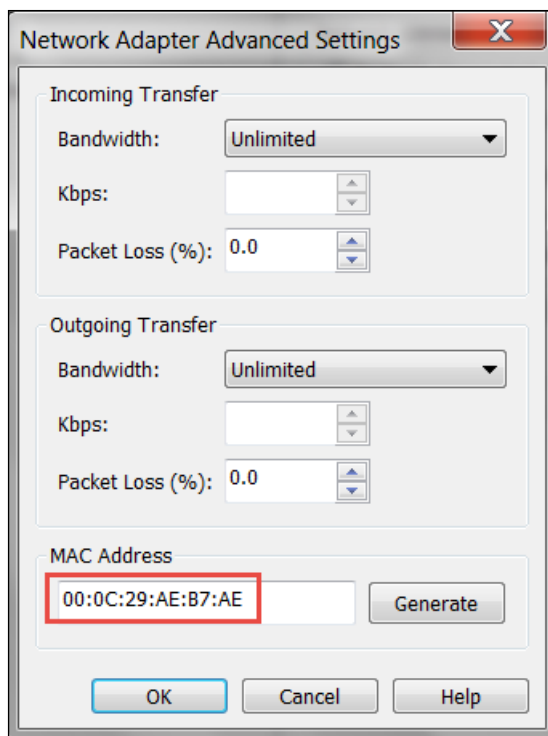 Network Adapter Advanced Settings
Incoming Transfer
Bandwidth: Unlimited
Kbps:
Packet Loss (%): 0.0
Outgoing Transfer
Bandwidth: Unlimited
Kbps:
Packet Loss (%): 0.0
MAC Address
00:0C:29:AE:B7:AE Generate
OK Cancel Help